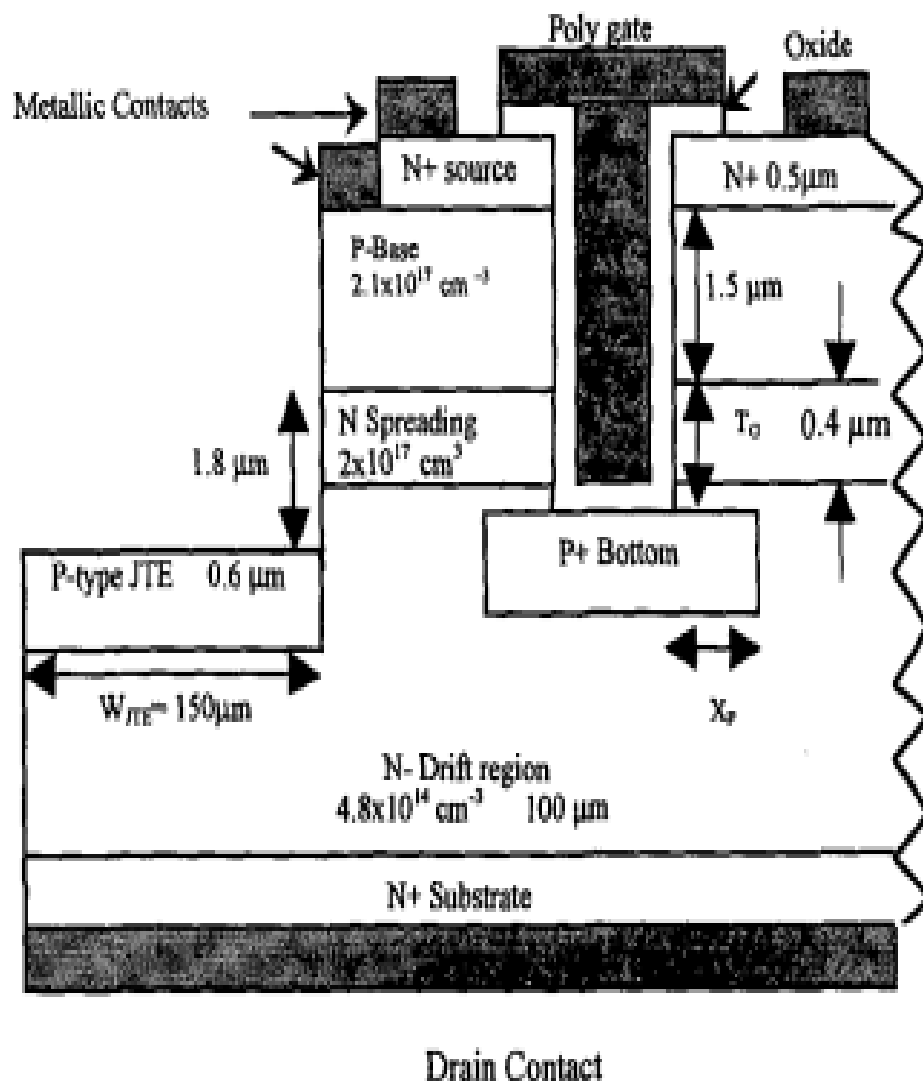 Poly gate
Oxide
Metallic Contacts
N+ source
N+ 0.5μm
P-Base
2.1x10¹⁷ cm⁻³
1.5 μm
N Spreading
2x10¹⁷ cm³
T_G 0.4 μm
1.8 μm
P+ Bottom
P-type JTE 0.6 μm
W_JTE= 150μm
X_P
N- Drift region
4.8x10¹⁴ cm⁻³ 100 μm
N+ Substrate
Drain Contact